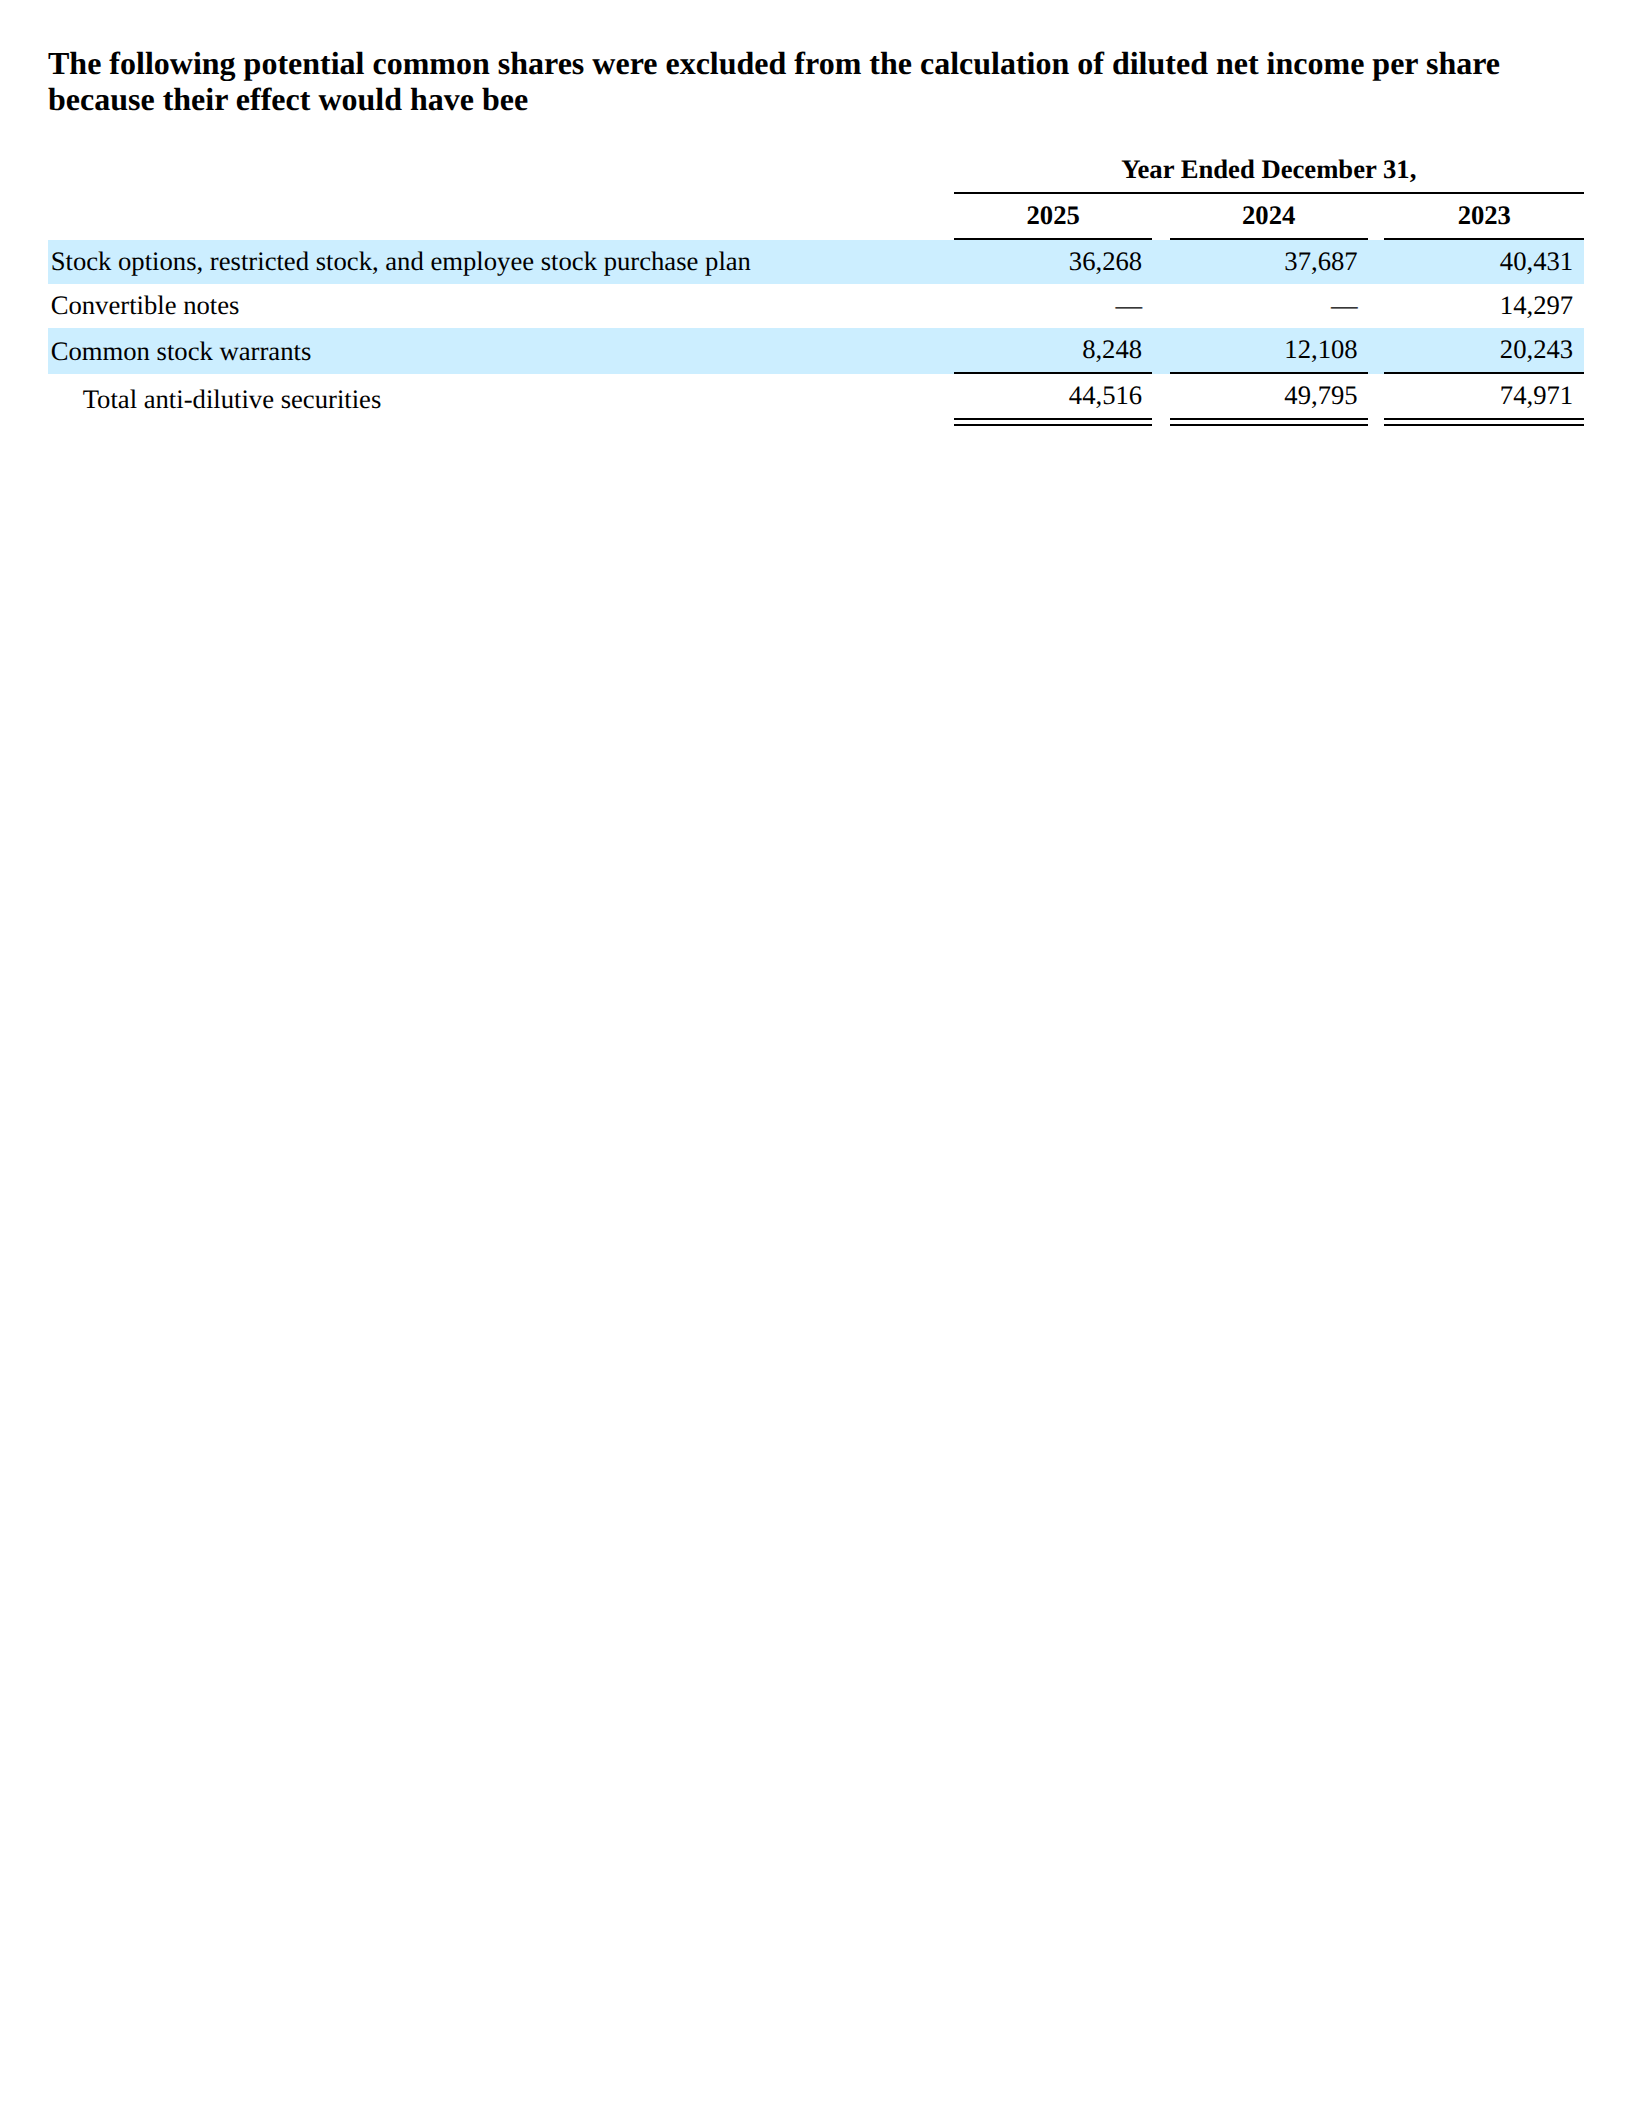 The following potential common shares were excluded from the calculation of diluted net income per share
because their effect would have bee
Year Ended December 31,
2025 2024 2023
Stock options, restricted stock, and employee stock purchase plan 36,268 37,687 40,431
Convertible notes — — 14,297
Common stock warrants 8,248 12,108 20,243
Total anti-dilutive securities 44,516 49,795 74,971